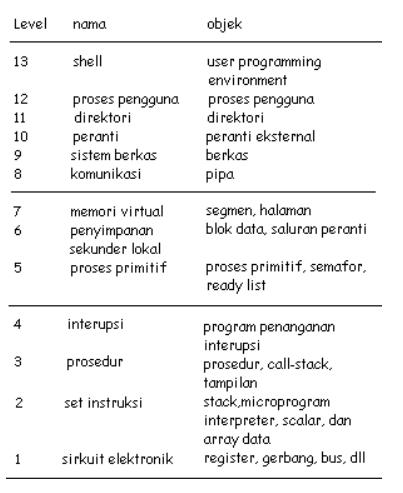 Level nama objek
13 shell user programming
environment
12 proses pengguna proses pengguna
11 direktori direktori
10 peranti peranti eksternal
9 sistem berkas berkas
8 komunikasi pipa
7 memori virtual segmen, halaman
6 penyimpanan blok data, saluran peranti
sekunder lokal
5 proses primitif proses primitif, semafor,
ready list
4 interupsi program penanganan
interupsi
3 prosedur prosedur, call-stack,
tampilan
2 set instruksi stack,microprogram
interpreter, scalar, dan
array data
1 sirkuit elektronik register, gerbang, bus, dll